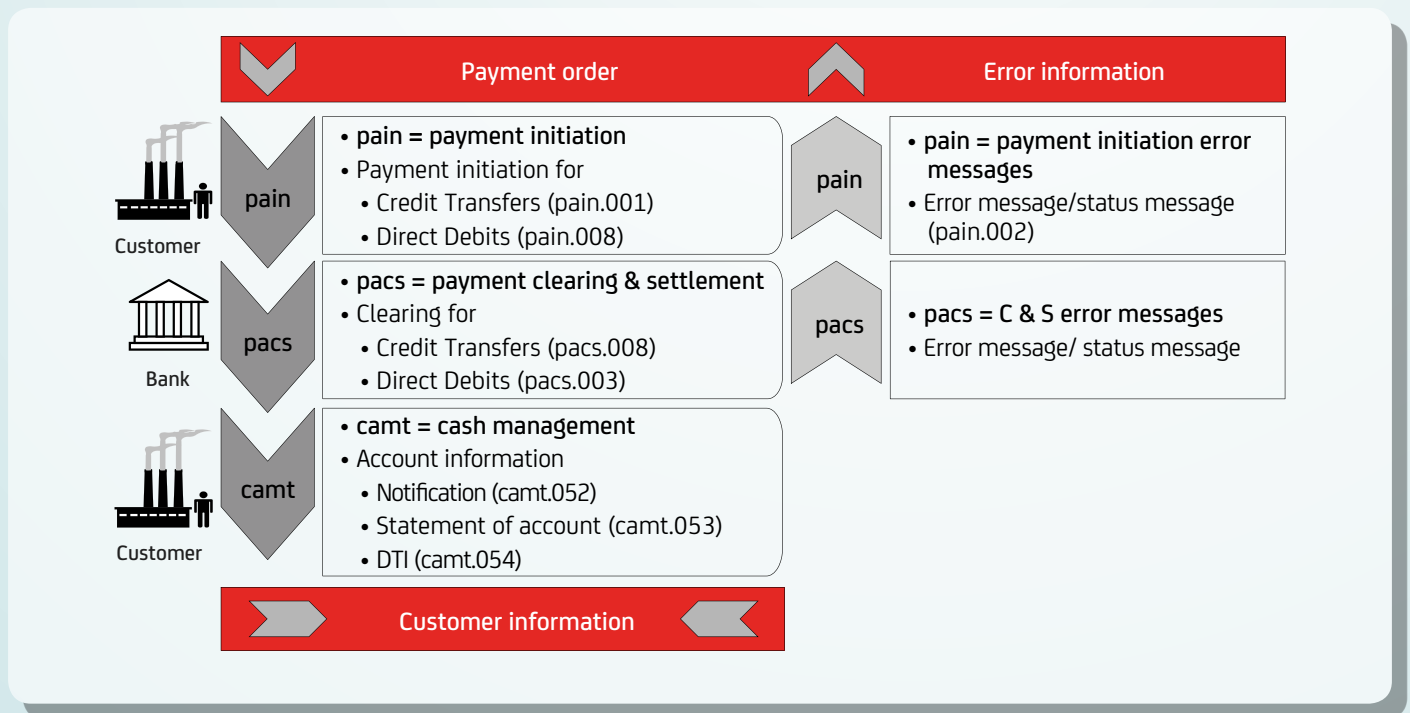 Payment order
Error information
Customer
pain
• pain = payment initiation
• Payment initiation for
• Credit Transfers (pain.001)
• Direct Debits (pain.008)
pain
• pain = payment initiation error
messages
• Error message/status message
(pain.002)
Bank
pacs
• pacs = payment clearing & settlement
• Clearing for
• Credit Transfers (pacs.008)
• Direct Debits (pacs.003)
pacs
• pacs = C & S error messages
• Error message/ status message
Customer
camt
• camt = cash management
• Account information
• Notification (camt.052)
• Statement of account (camt.053)
• DTI (camt.054)
Customer information